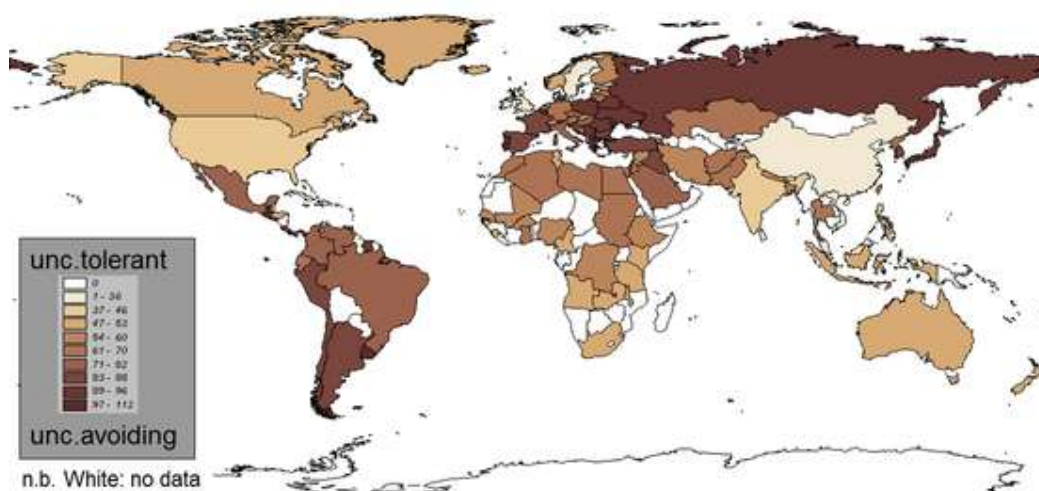 unc.tolerant
0
1 - 36
37 - 46
47 - 53
54 - 60
61 - 70
71 - 82
83 - 88
89 - 96
97 - 112
unc.avoiding
n.b. White: no data